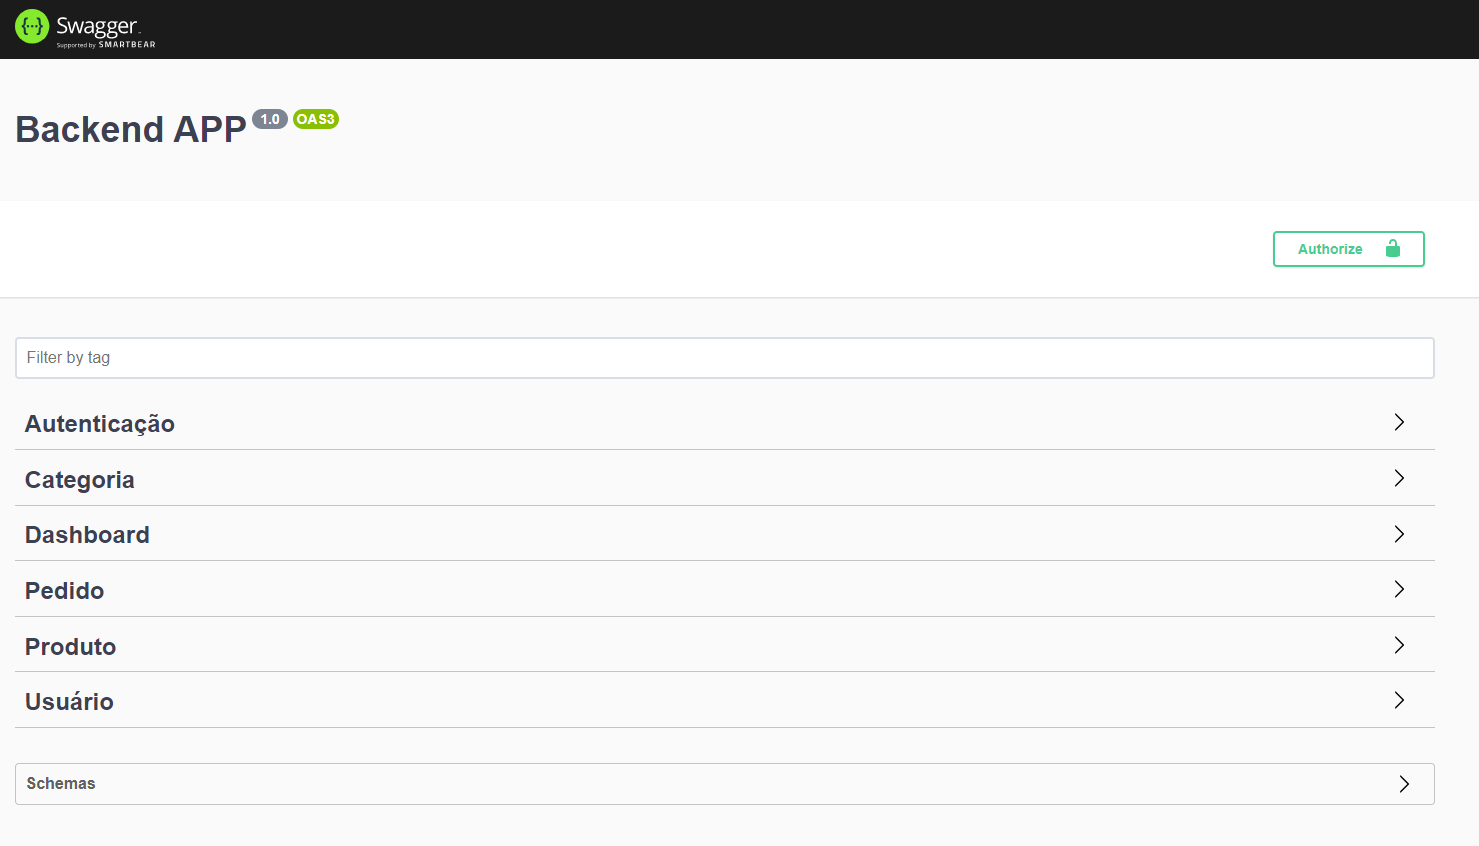 Swagger
Supported by SMARTBEAR
Backend APP 1.0 OAS3
Authorize
Filter by tag
Autenticação
Categoria
Dashboard
Pedido
Produto
Usuário
Schemas